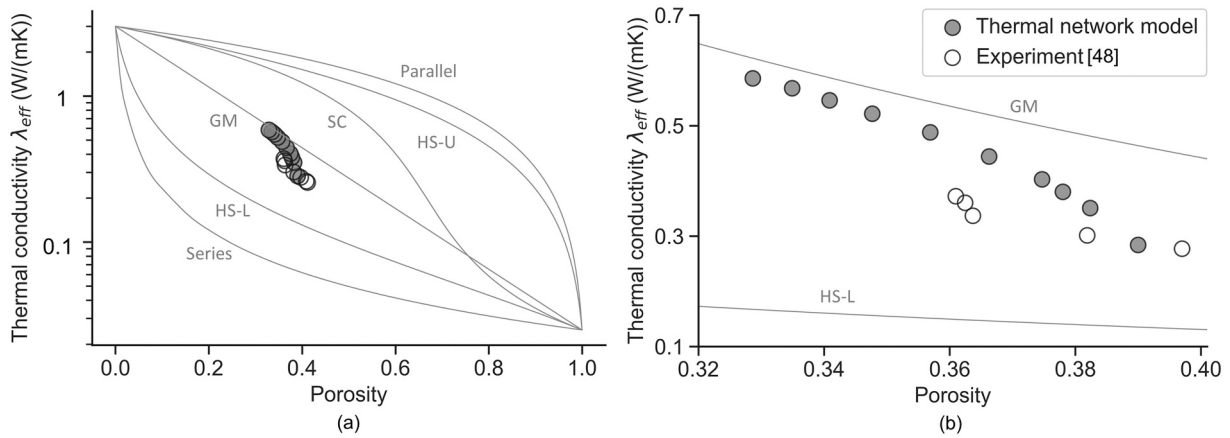 Thermal conductivity λeff (W/(mK))
1
0.1
Parallel
GM
SC
HS-U
HS-L
Series
0.0 0.2 0.4 0.6 0.8 1.0
Porosity
(a)
Thermal conductivity λeff (W/(mK))
0.7
0.5
0.3
0.1
Thermal network model
Experiment [48]
GM
HS-L
0.32 0.34 0.36 0.38 0.40
Porosity
(b)